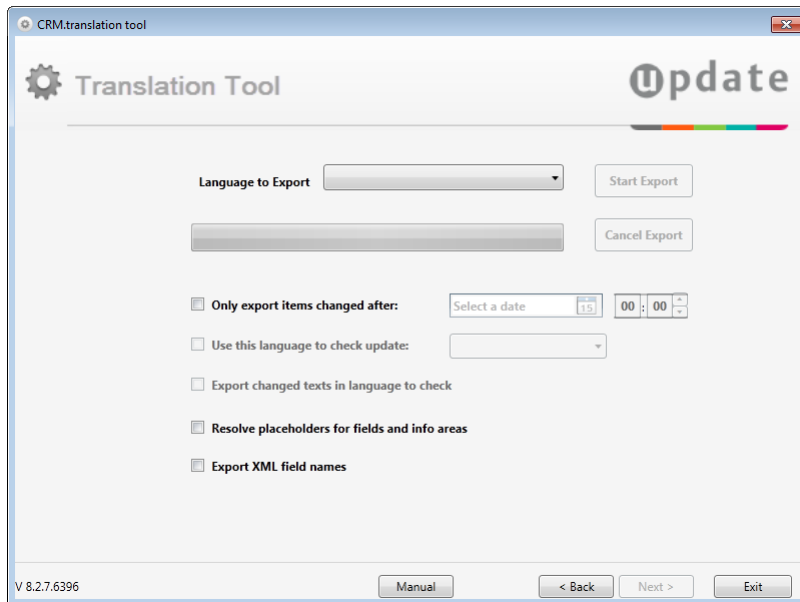 CRM.translation tool
Translation Tool
update
Language to Export
Start Export
Cancel Export
Only export items changed after:
Select a date
15
00 : 00
Use this language to check update:
Export changed texts in language to check
Resolve placeholders for fields and info areas
Export XML field names
V 8.2.7.6396
Manual
< Back
Next >
Exit